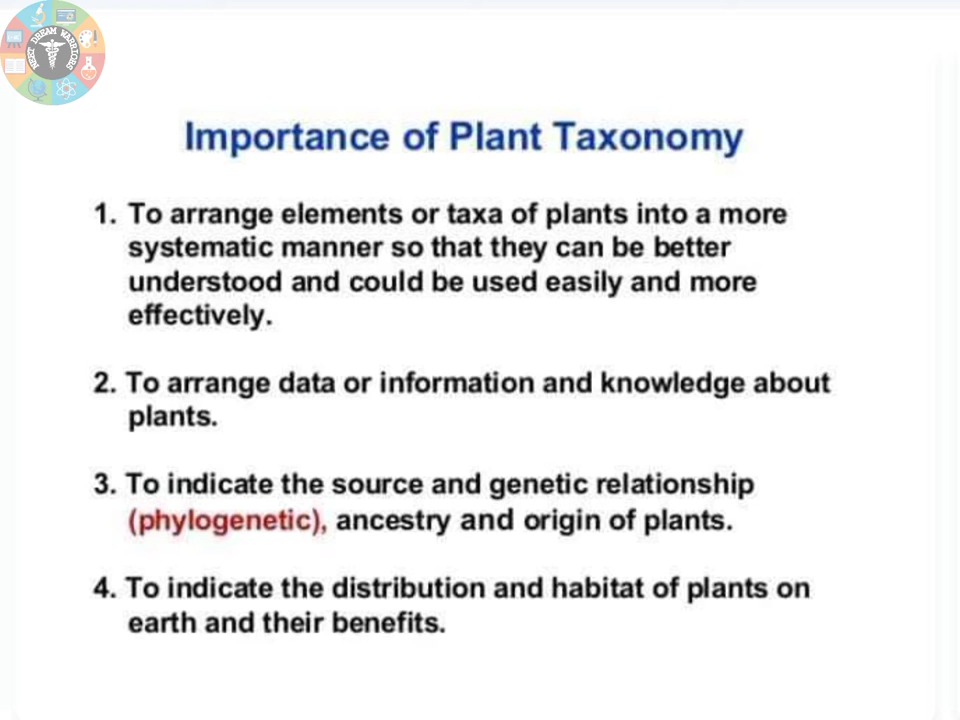 NEET DREAM WARRIORS
Importance of Plant Taxonomy
1. To arrange elements or taxa of plants into a more
systematic manner so that they can be better
understood and could be used easily and more
effectively.
2. To arrange data or information and knowledge about
plants.
3. To indicate the source and genetic relationship
(phylogenetic), ancestry and origin of plants.
4. To indicate the distribution and habitat of plants on
earth and their benefits.